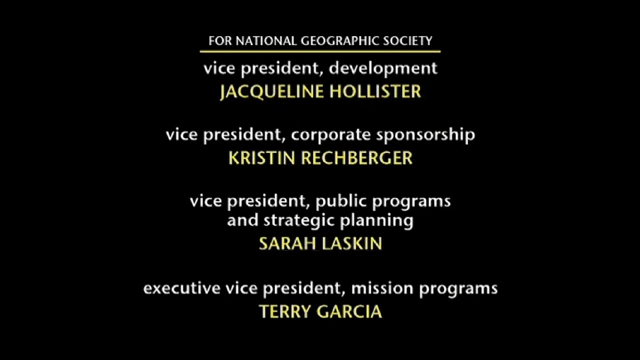 FOR NATIONAL GEOGRAPHIC SOCIETY
vice president, development
JACQUELINE HOLLISTER
vice president, corporate sponsorship
KRISTIN RECHBERGER
vice president, public programs
and strategic planning
SARAH LASKIN
executive vice president, mission programs
TERRY GARCIA